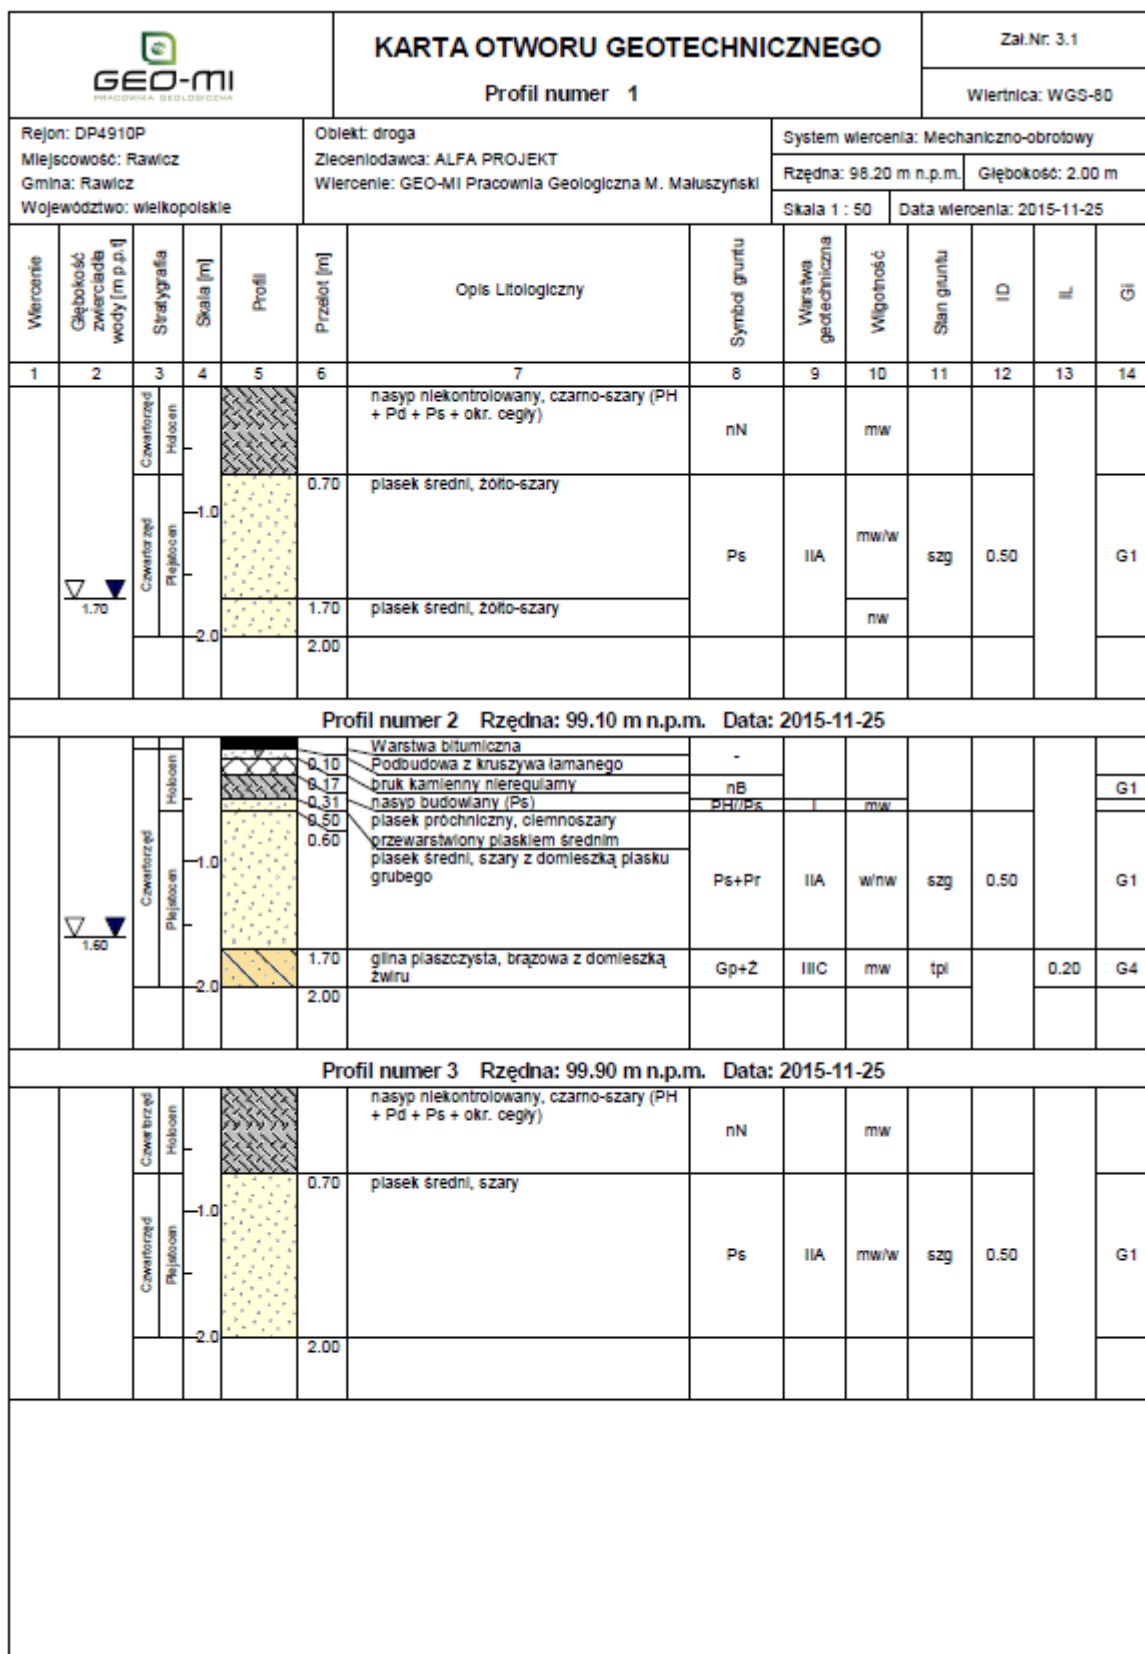 GEO-MI
PRACOWNIA GEOLOGICZNA
KARTA OTWORU GEOTECHNICZNEGO
Profil numer 1
Zał.Nr: 3.1
Wiertnica: WGS-80
Rejon: DP4910P
Miejscowość: Rawicz
Gmina: Rawicz
Województwo: wielkopolskie
Obiekt: droga
Zleceniodawca: ALFA PROJEKT
Wiercenie: GEO-MI Pracownia Geologiczna M. Małuszyński
System wiercenia: Mechaniczno-obrotowy
Rzędna: 98.20 m n.p.m. Głębokość: 2.00 m
Skala 1 : 50 Data wiercenia: 2015-11-25
Wiercenie
Głębokość zwierciadła wody [m p.p.t]
Stratygrafia
Skala [m]
Profil
Przelot [m]
Opis Litologiczny
Symbol gruntu
Warstwa geotechniczna
Wilgotność
Stan gruntu
ID
IL
Gi
1 2 3 4 5 6 7 8 9 10 11 12 13 14
Czwartorzęd Holocen
nasyp niekontrolowany, czarno-szary (PH
+ Pd + Ps + okr. cegły)
nN mw
0.70 piasek średni, żółto-szary
Czwartorzęd Plejstocen
1.0
Ps IIA mw/w szg 0.50 G1
1.70
1.70 piasek średni, żółto-szary
nw
2.0
2.00
Profil numer 2 Rzędna: 99.10 m n.p.m. Data: 2015-11-25
Czwartorzęd Holocen Plejstocen
Warstwa bitumiczna
-
0.10 Podbudowa z kruszywa łamanego
0.17 bruk kamienny nieregularny
nB G1
0.31 nasyp budowlany (Ps)
PH//Ps I mw
0.50 piasek próchniczny, ciemnoszary
przewarstwiony piaskiem średnim
0.60 piasek średni, szary z domieszką piasku
grubego
1.0
Ps+Pr IIA w/nw szg 0.50 G1
1.60
1.70 glina piaszczysta, brązowa z domieszką
żwiru
Gp+Ż IIIC mw tpl 0.20 G4
2.0
2.00
Profil numer 3 Rzędna: 99.90 m n.p.m. Data: 2015-11-25
Czwartorzęd Holocen
nasyp niekontrolowany, czarno-szary (PH
+ Pd + Ps + okr. cegły)
nN mw
0.70 piasek średni, szary
Czwartorzęd Plejstocen
1.0
Ps IIA mw/w szg 0.50 G1
2.0
2.00